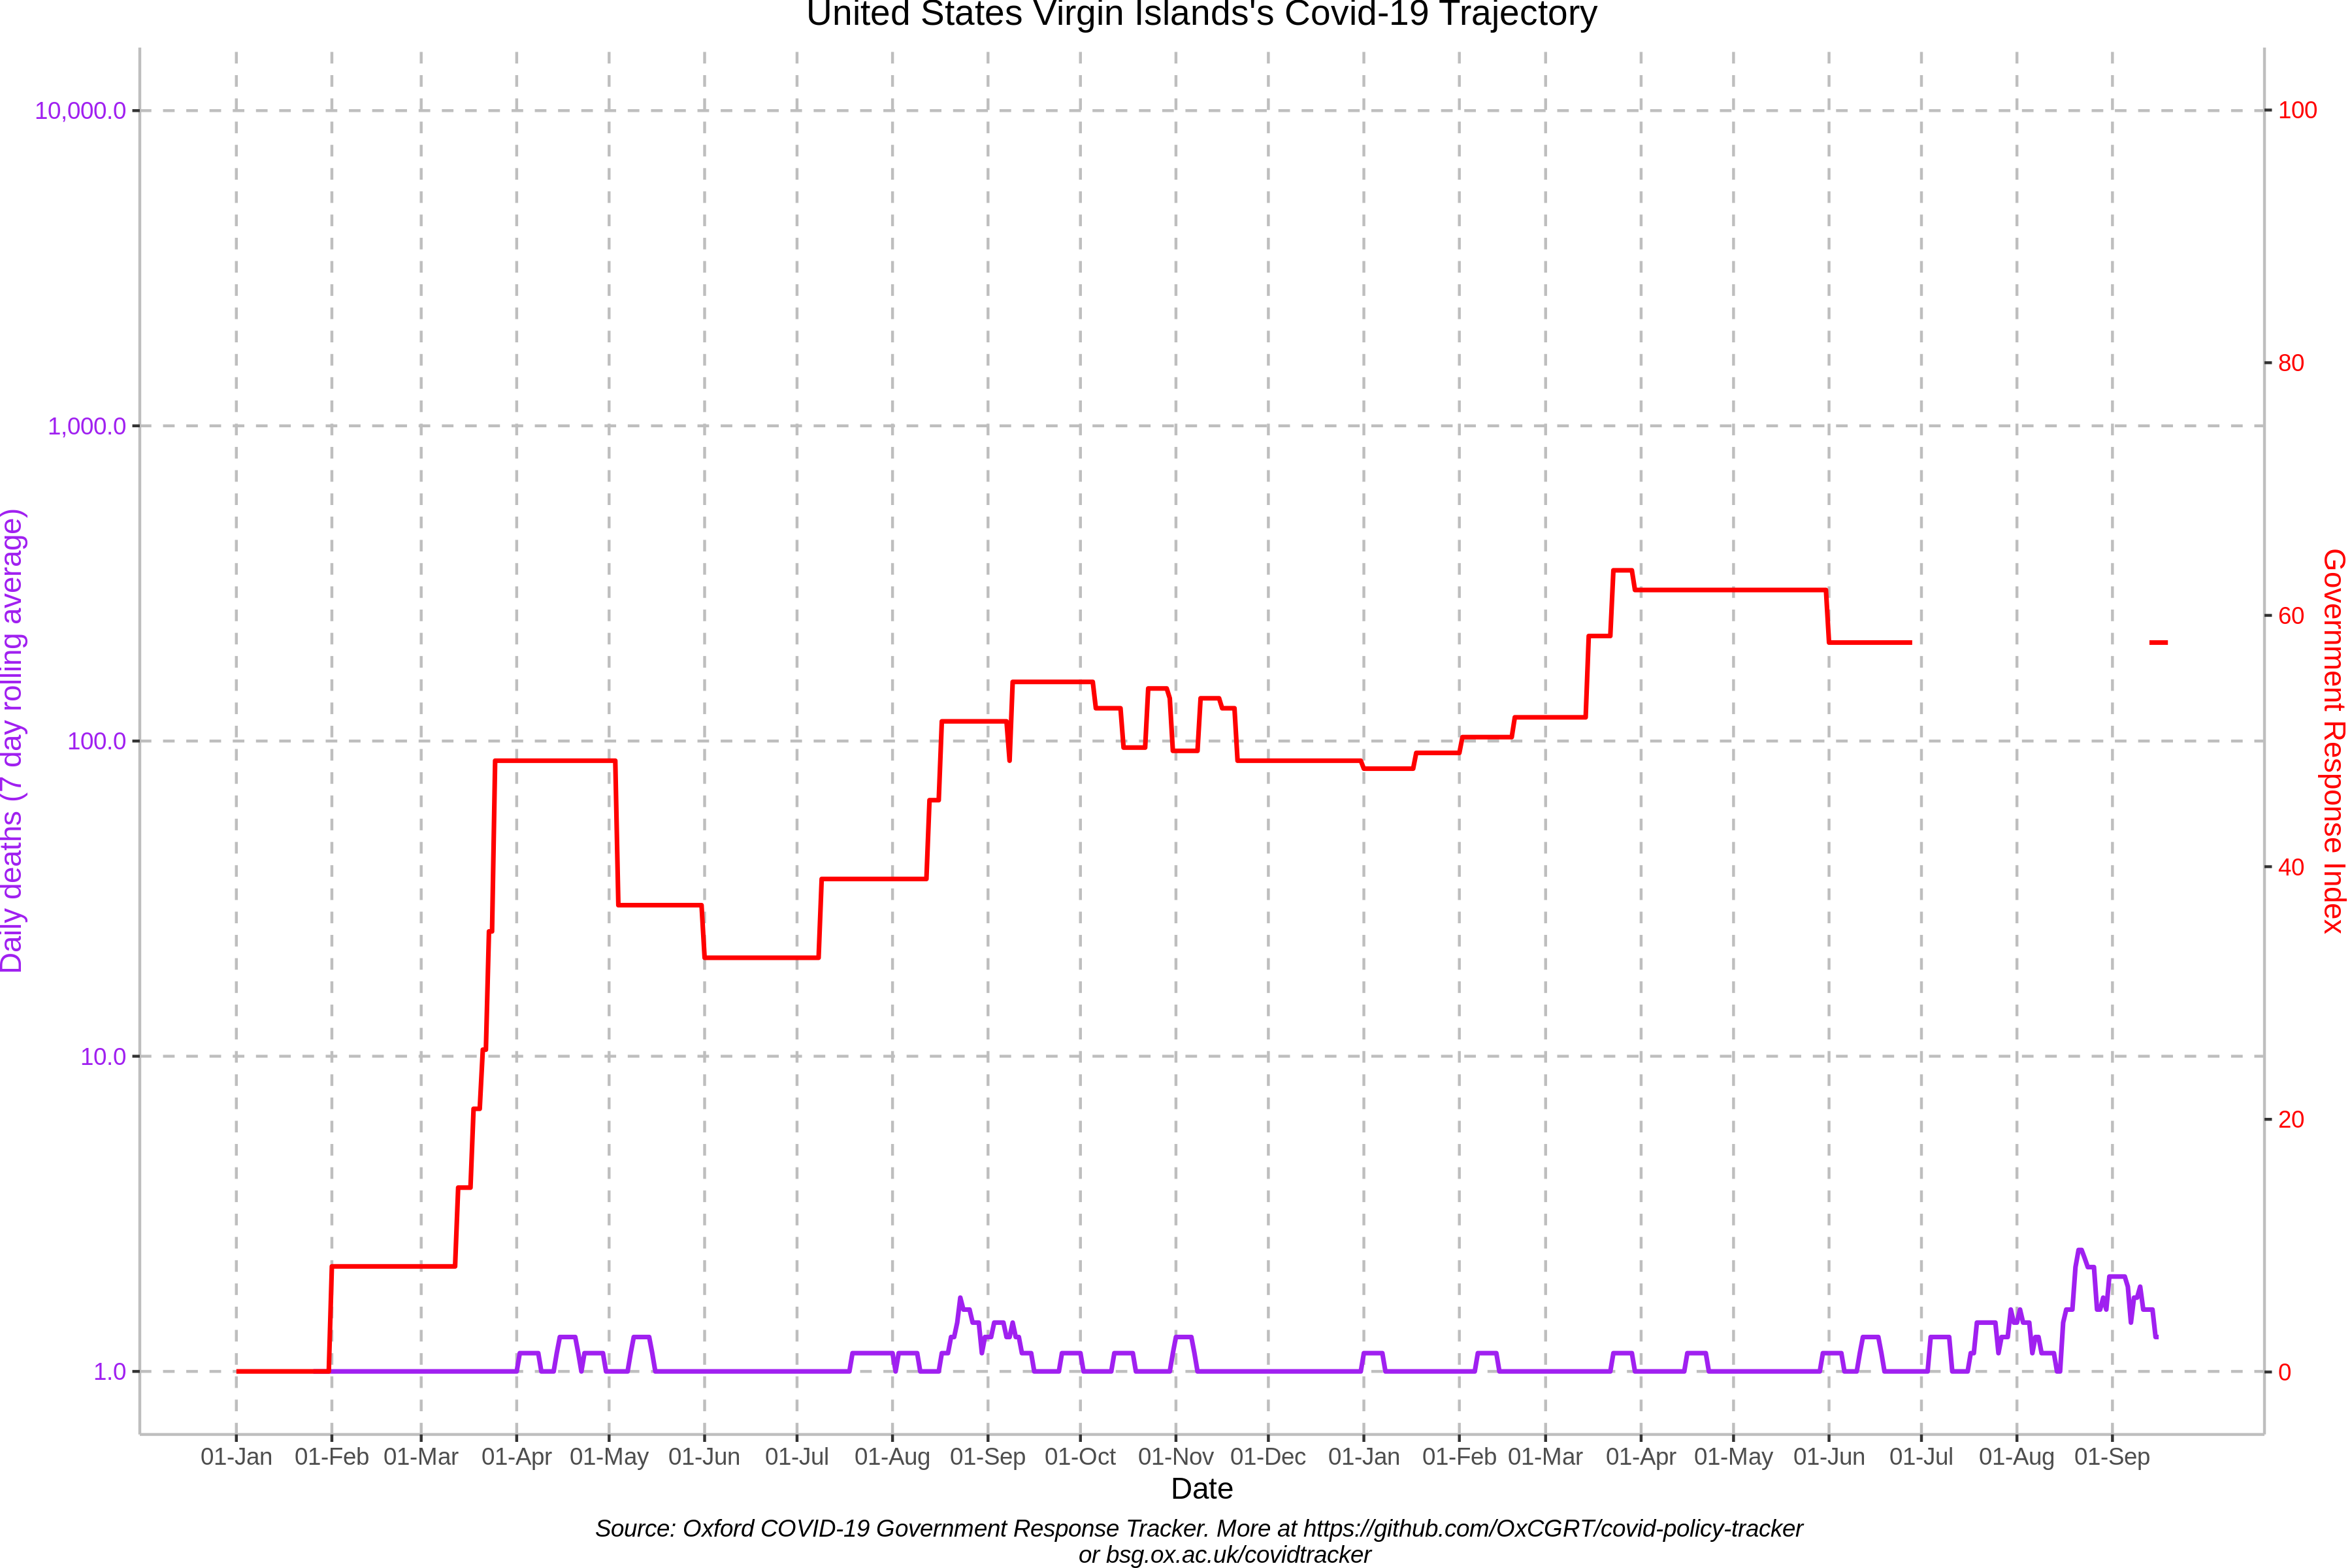 United States Virgin Islands's Covid-19 Trajectory
10,000.0
1,000.0
100.0
10.0
1.0
Daily deaths (7 day rolling average)
100
80
60
40
20
0
Government Response Index
01-Jan 01-Feb 01-Mar 01-Apr 01-May 01-Jun 01-Jul 01-Aug 01-Sep 01-Oct 01-Nov 01-Dec 01-Jan 01-Feb 01-Mar 01-Apr 01-May 01-Jun 01-Jul 01-Aug 01-Sep
Date
Source: Oxford COVID-19 Government Response Tracker. More at https://github.com/OxCGRT/covid-policy-tracker
or bsg.ox.ac.uk/covidtracker